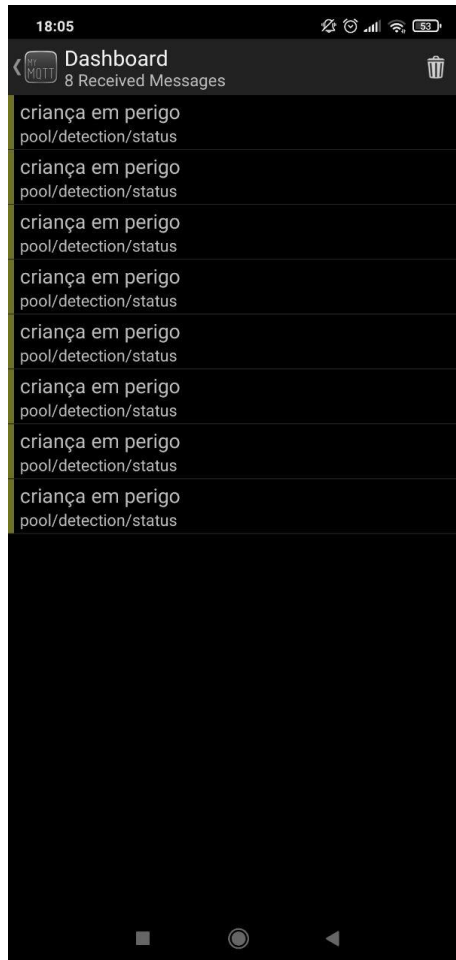 18:05
53
MY
MQTT
Dashboard
8 Received Messages
criança em perigo
pool/detection/status
criança em perigo
pool/detection/status
criança em perigo
pool/detection/status
criança em perigo
pool/detection/status
criança em perigo
pool/detection/status
criança em perigo
pool/detection/status
criança em perigo
pool/detection/status
criança em perigo
pool/detection/status